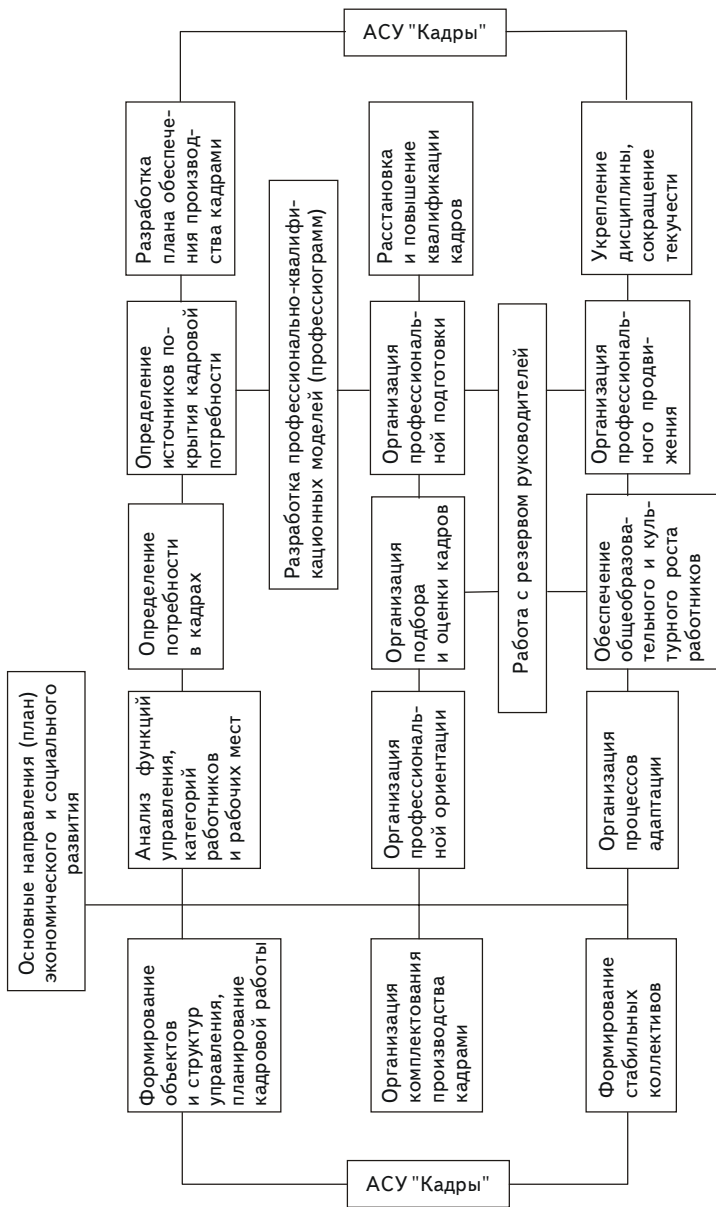 Основные направления (план)
экономического и социального
развития
АСУ "Кадры"
Формирование
объектов
и структур
управления,
планирование
кадровой работы
Анализ функций
управления,
категорий
работников
и рабочих мест
Определение
потребности
в кадрах
Определение
источников по-
крытия кадровой
потребности
Разработка
плана обеспече-
ния производ-
ства кадрами
АСУ "Кадры"
Разработка профессионально-квалифи-
кационных моделей (профессиограмм)
Организация
комплектования
производства
кадрами
Организация
профессиональ-
ной ориентации
Организация
подбора
и оценки кадров
Организация
профессиональ-
ной подготовки
Расстановка
и повышение
квалификации
кадров
Работа с резервом руководителей
Формирование
стабильных
коллективов
Организация
процессов
адаптации
Обеспечение
общеобразова-
тельного и куль-
турного роста
работников
Организация
профессиональ-
ного продви-
жения
Укрепление
дисциплины,
сокращение
текучести